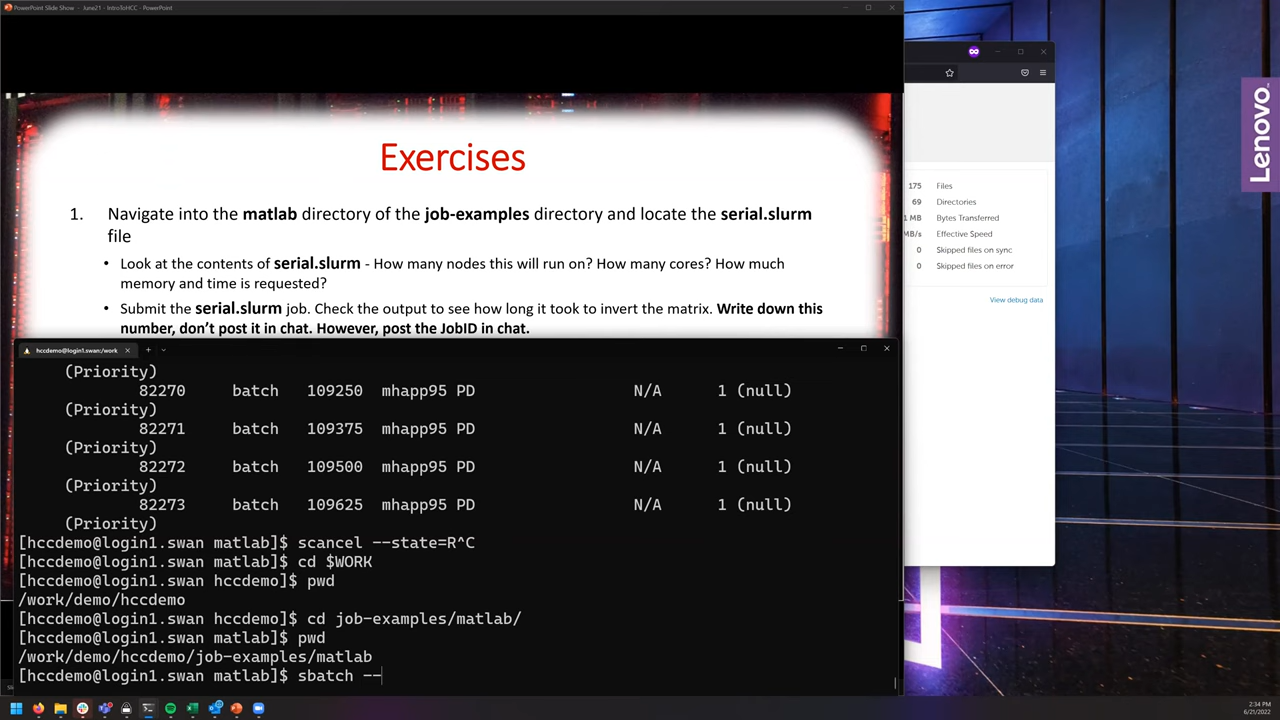 PowerPoint Slide Show - June21 - IntroToHCC - PowerPoint
Exercises
1. Navigate into the matlab directory of the job-examples directory and locate the serial.slurm
file
• Look at the contents of serial.slurm - How many nodes this will run on? How many cores? How much
memory and time is requested?
• Submit the serial.slurm job. Check the output to see how long it took to invert the matrix. Write down this
number, don't post it in chat. However, post the JobID in chat.
175 Files
69 Directories
1 MB Bytes Transferred
MB/s Effective Speed
0 Skipped files on sync
0 Skipped files on error
View debug data
Lenovo
hccdemo@login1.swan:/work
(Priority)
82270 batch 109250 mhapp95 PD N/A 1 (null)
(Priority)
82271 batch 109375 mhapp95 PD N/A 1 (null)
(Priority)
82272 batch 109500 mhapp95 PD N/A 1 (null)
(Priority)
82273 batch 109625 mhapp95 PD N/A 1 (null)
(Priority)
[hccdemo@login1.swan matlab]$ scancel --state=R^C
[hccdemo@login1.swan matlab]$ cd $WORK
[hccdemo@login1.swan hccdemo]$ pwd
/work/demo/hccdemo
[hccdemo@login1.swan hccdemo]$ cd job-examples/matlab/
[hccdemo@login1.swan matlab]$ pwd
/work/demo/hccdemo/job-examples/matlab
[hccdemo@login1.swan matlab]$ sbatch --
2:34 PM
6/21/2022